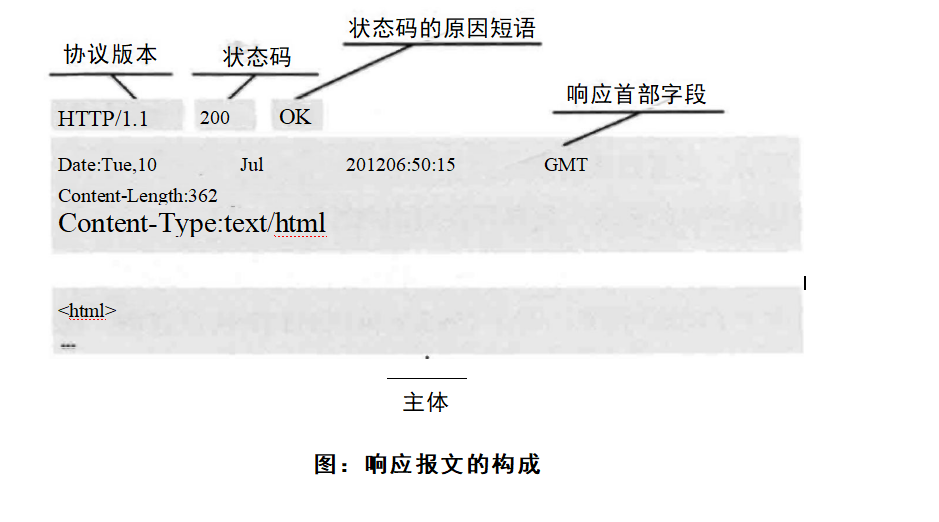 状态码的原因短语
协议版本 状态码
响应首部字段
HTTP/1.1 200 OK
Date:Tue,10 Jul 201206:50:15 GMT
Content-Length:362
Content-Type:text/html
<html>
...
主体
图：响应报文的构成